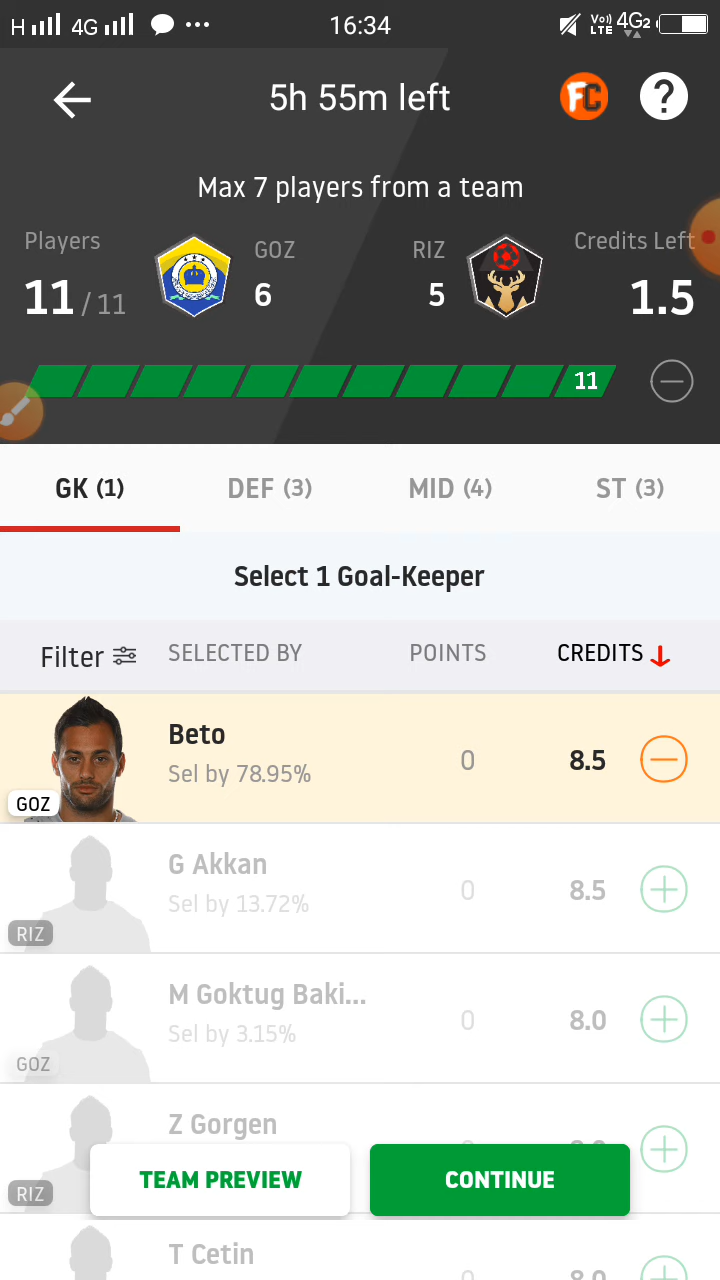 H 4G 16:34 Vo)) LTE 4G2
5h 55m left FC ?
Max 7 players from a team
Players GOZ RIZ Credits Left
11 / 11 6 5 1.5
11
GK (1) DEF (3) MID (4) ST (3)
Select 1 Goal-Keeper
Filter SELECTED BY POINTS CREDITS
Beto
Sel by 78.95% 0 8.5
GOZ
G Akkan
Sel by 13.72% 0 8.5
RIZ
M Goktug Baki...
Sel by 3.15% 0 8.0
GOZ
Z Gorgen
RIZ
TEAM PREVIEW CONTINUE
T Cetin
0 8.0